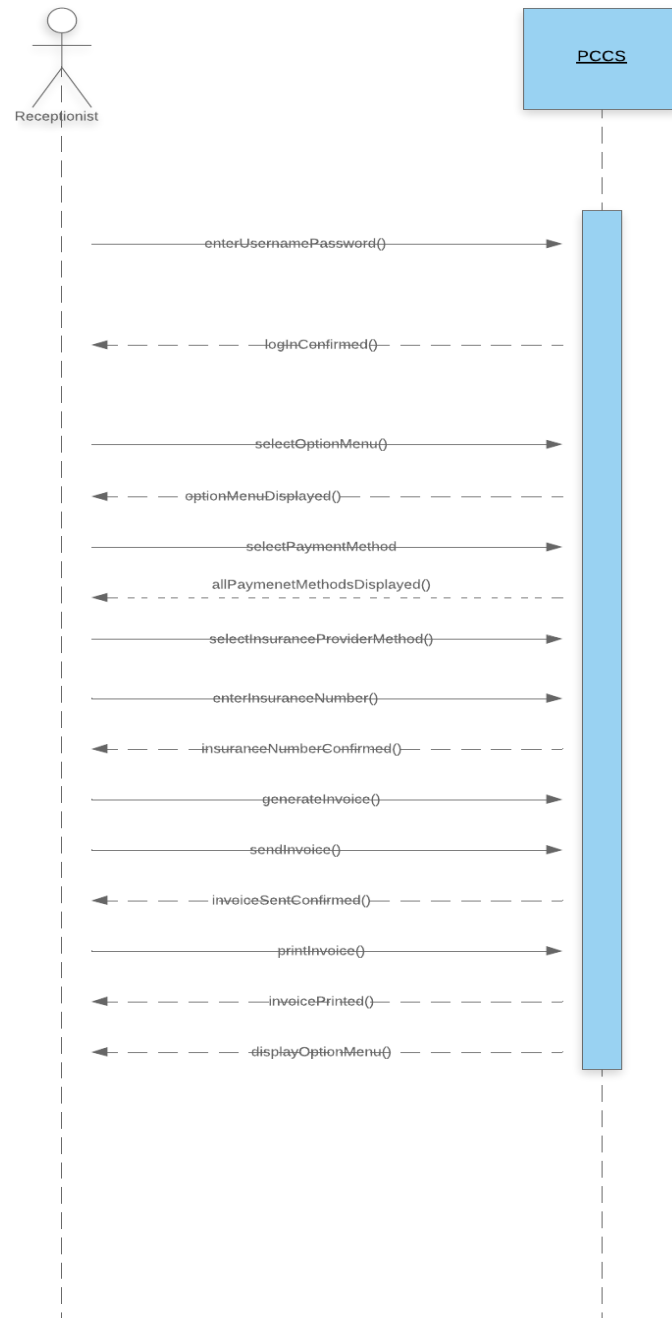 PCCS
Receptionist
enterUsernamePassword()
logInConfirmed()
selectOptionMenu()
optionMenuDisplayed()
selectPaymentMethod
allPaymenetMethodsDisplayed()
selectInsuranceProviderMethod()
enterInsuranceNumber()
insuranceNumberConfirmed()
generateInvoice()
sendInvoice()
invoiceSentConfirmed()
printInvoice()
invoicePrinted()
displayOptionMenu()